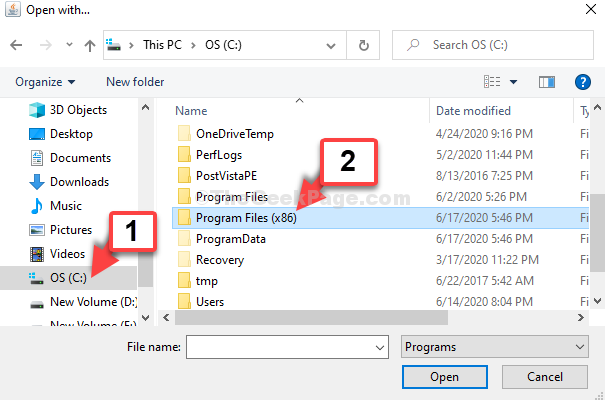 Open with...
This PC > OS (C:) >
Search OS (C:)
Organize
New folder
Name
Date modified
Ty
3D Objects
Desktop
Documents
Downloads
Music
Pictures
Videos
OS (C:)
New Volume (D:)
New Volume (E:)
OneDriveTemp 4/24/2020 9:16 PM Fi
PerfLogs 5/2/2020 11:44 PM Fi
PostVistaPE 8/13/2016 7:25 PM Fi
Program Files 6/2/2020 5:26 PM Fi
Program Files (x86) 6/17/2020 5:46 PM Fi
ProgramData 6/17/2020 5:46 PM Fi
Recovery 3/17/2020 11:22 PM Fi
tmp 6/22/2017 5:42 AM Fi
Users 6/14/2020 8:04 PM Fi
1
2
TheGeekPage.com
File name:
Programs
Open
Cancel